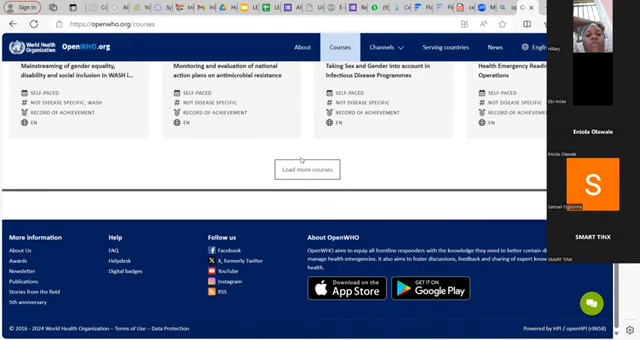 Sign in
https://openwho.org/courses
World Health
Organization
OpenWHO.org
About
Courses
Channels
Serving countries
News
Mainstreaming of gender equality,
disability and social inclusion in WASH i...
SELF-PACED
NOT DISEASE SPECIFIC, WASH
RECORD OF ACHIEVEMENT
EN
Monitoring and evaluation of national
action plans on antimicrobial resistance
SELF-PACED
NOT DISEASE SPECIFIC
RECORD OF ACHIEVEMENT
EN
Taking Sex and Gender into account in
Infectious Disease Programmes
SELF-PACED
NOT DISEASE SPECIFIC
RECORD OF ACHIEVEMENT
EN
Health Emergency
Operations
SELF-PACED
NOT DISEASE SPECIFIC
RECORD OF ACHIEVEMENT
EN
Load more courses
More information
About Us
Awards
Newsletter
Publications
Stories from the field
5th anniversary
Help
FAQ
Helpdesk
Digital badges
Follow us
Facebook
X, formerly Twitter
YouTube
Instagram
RSS
About OpenWHO
OpenWHO aims to equip all frontline responders with the knowledge they need to better contain
manage health emergencies. It also aims to foster discussions, feedback and sharing of expert
health.
Download on the
App Store
GET IT ON
Google Play
© 2016 - 2024 World Health Organization - Terms of Use - Data Protection
Powered by HPI / openHPI (r8658)
Hillary
Ebi moke
Eniola Olawale
Eniola Olawale
S
Samuel Ogbonna
SMART TINX
SMART TINX